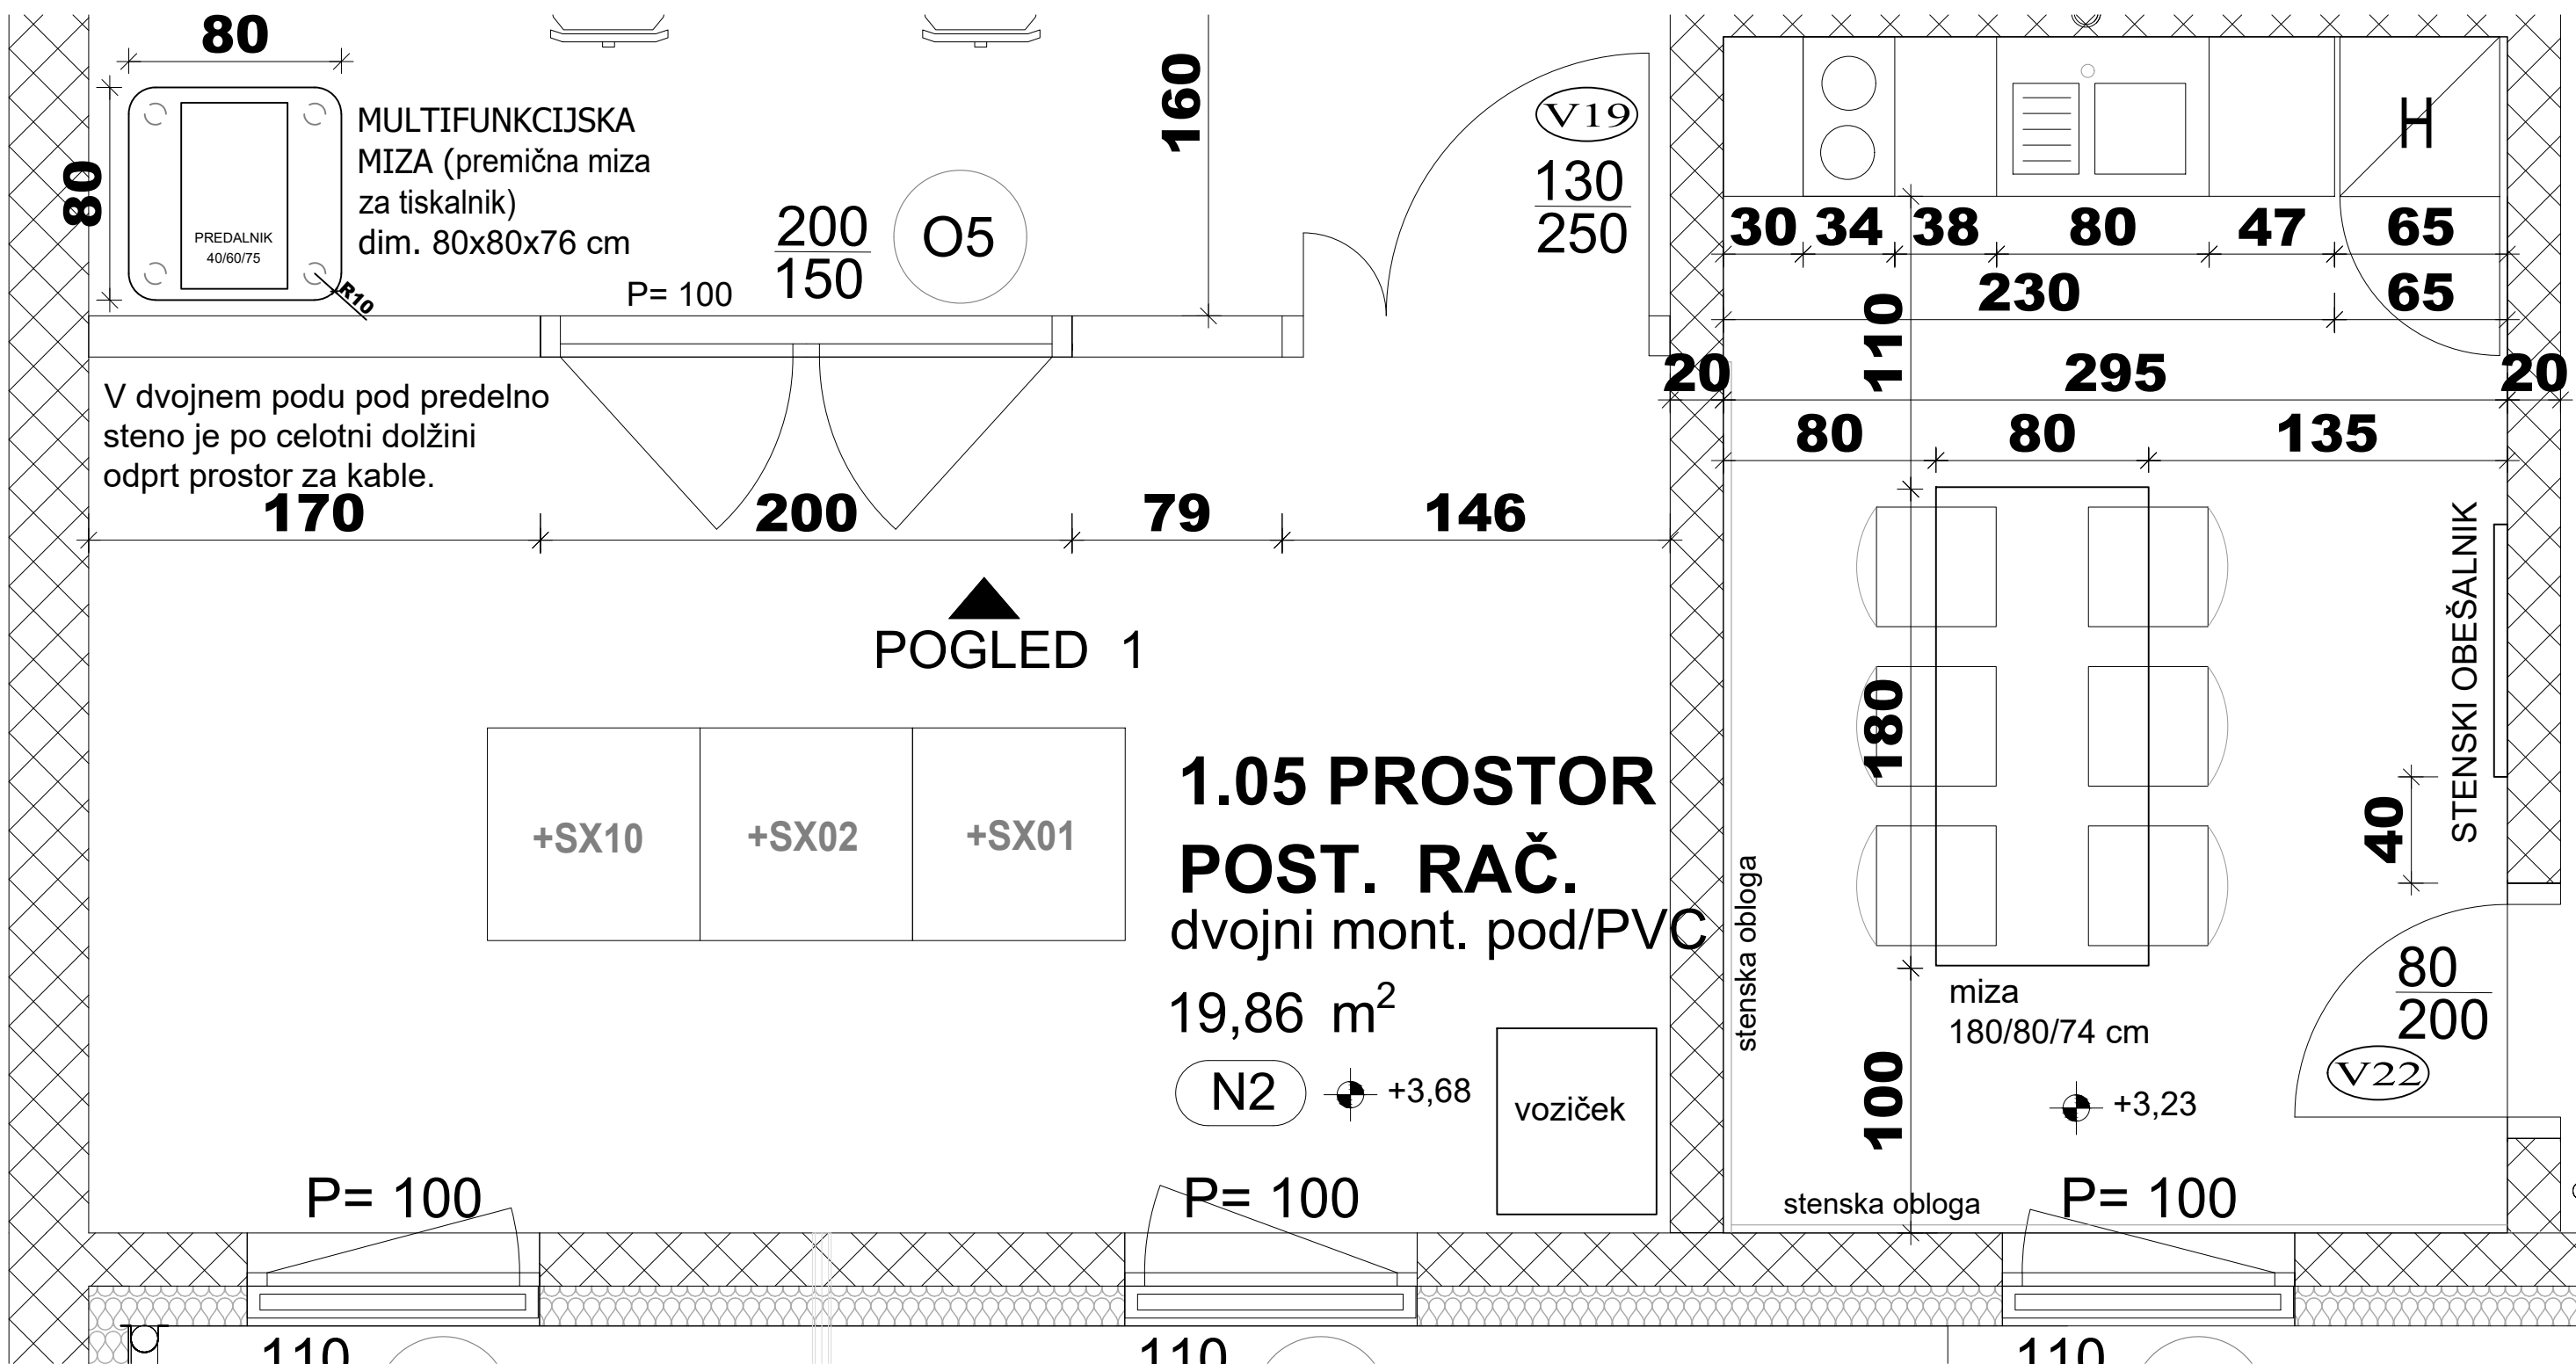 80
80
MULTIFUNKCIJSKA
MIZA (premična miza
za tiskalnik)
dim. 80x80x76 cm
PREDALNIK
40/60/75
R10
200
150
O5
P= 100
160
V19
130
250
H
30 34 38 80 47 65
230 65
110
20 295 20
80 80 135
V dvojnem podu pod predelno
steno je po celotni dolžini
odprt prostor za kable.
170 200 79 146
POGLED 1
+SX10 +SX02 +SX01
1.05 PROSTOR
POST. RAČ.
dvojni mont. pod/PVC
19,86 m²
N2
+3,68
voziček
stenska obloga
180
STENSKI OBEŠALNIK
40
miza
180/80/74 cm
80
200
V22
100
+3,23
stenska obloga
P= 100
P= 100
P= 100
110
110
110